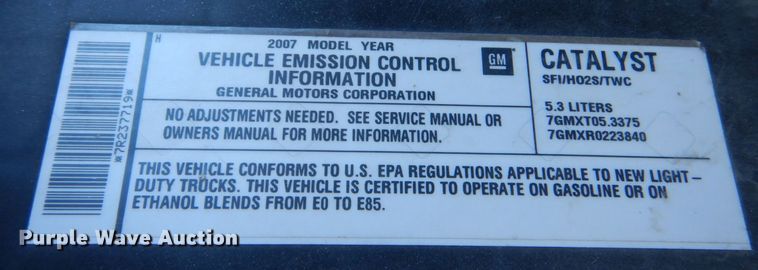 H
2007 MODEL YEAR
VEHICLE EMISSION CONTROL
INFORMATION
GENERAL MOTORS CORPORATION
GM
NO ADJUSTMENTS NEEDED. SEE SERVICE MANUAL OR
OWNERS MANUAL FOR MORE INFORMATION.
CATALYST
SFI/HO2S/TWC
5.3 LITERS
7GMXT05.3375
7GMXR0223840
*7R237719*
THIS VEHICLE CONFORMS TO U.S. EPA REGULATIONS APPLICABLE TO NEW LIGHT-
DUTY TRUCKS. THIS VEHICLE IS CERTIFIED TO OPERATE ON GASOLINE OR ON
ETHANOL BLENDS FROM E0 TO E85.
Purple Wave Auction